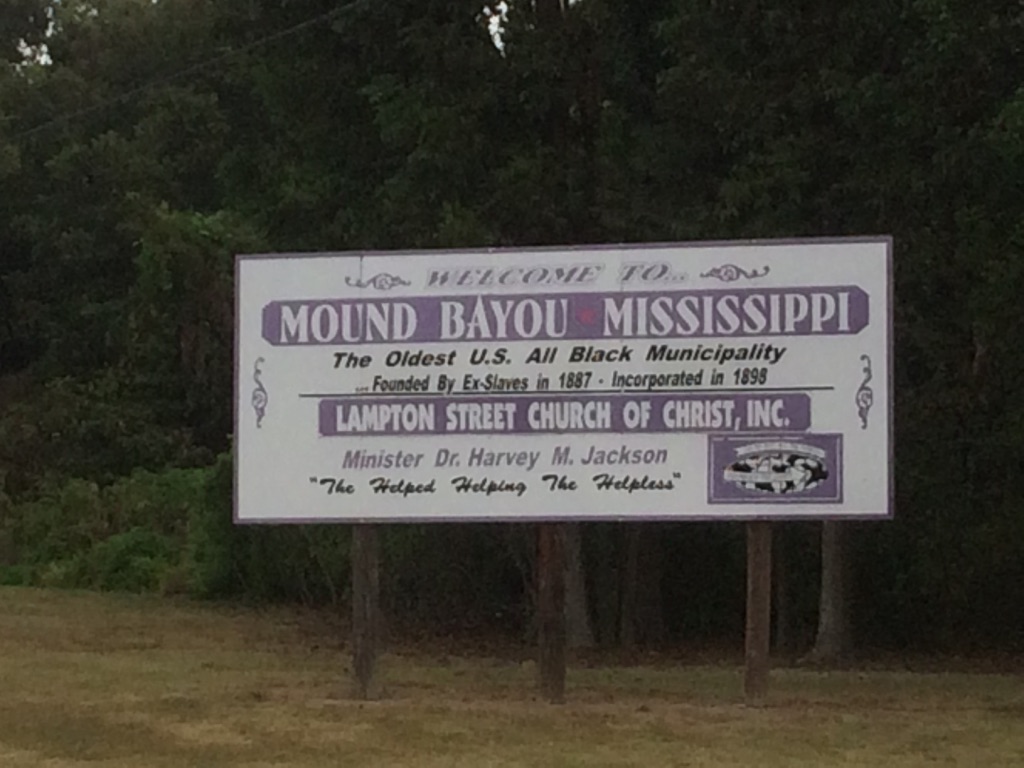 WELCOME TO...
MOUND BAYOU * MISSISSIPPI
The Oldest U.S. All Black Municipality
... Founded By Ex-Slaves in 1887 - Incorporated in 1898
LAMPTON STREET CHURCH OF CHRIST, INC.
Minister Dr. Harvey M. Jackson
"The Helped Helping The Helpless"